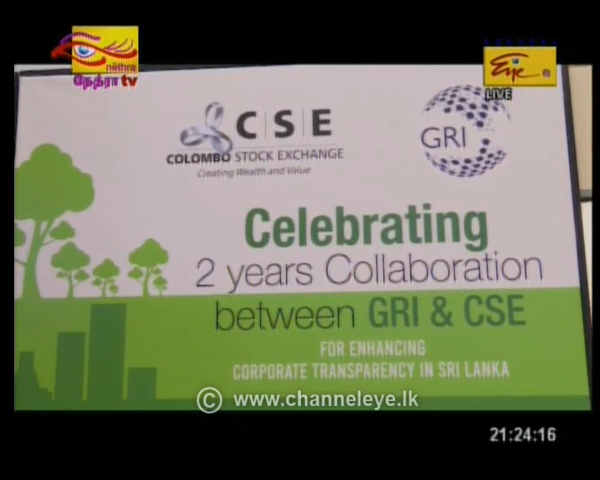 nethra
நேத்ரா tv
Eye
LIVE
C|S|E
COLOMBO STOCK EXCHANGE
Creating Wealth and Value
GRI
Celebrating
2 years Collaboration
between GRI & CSE
FOR ENHANCING
CORPORATE TRANSPARENCY IN SRI LANKA
© www.channeleye.lk
21:24:16